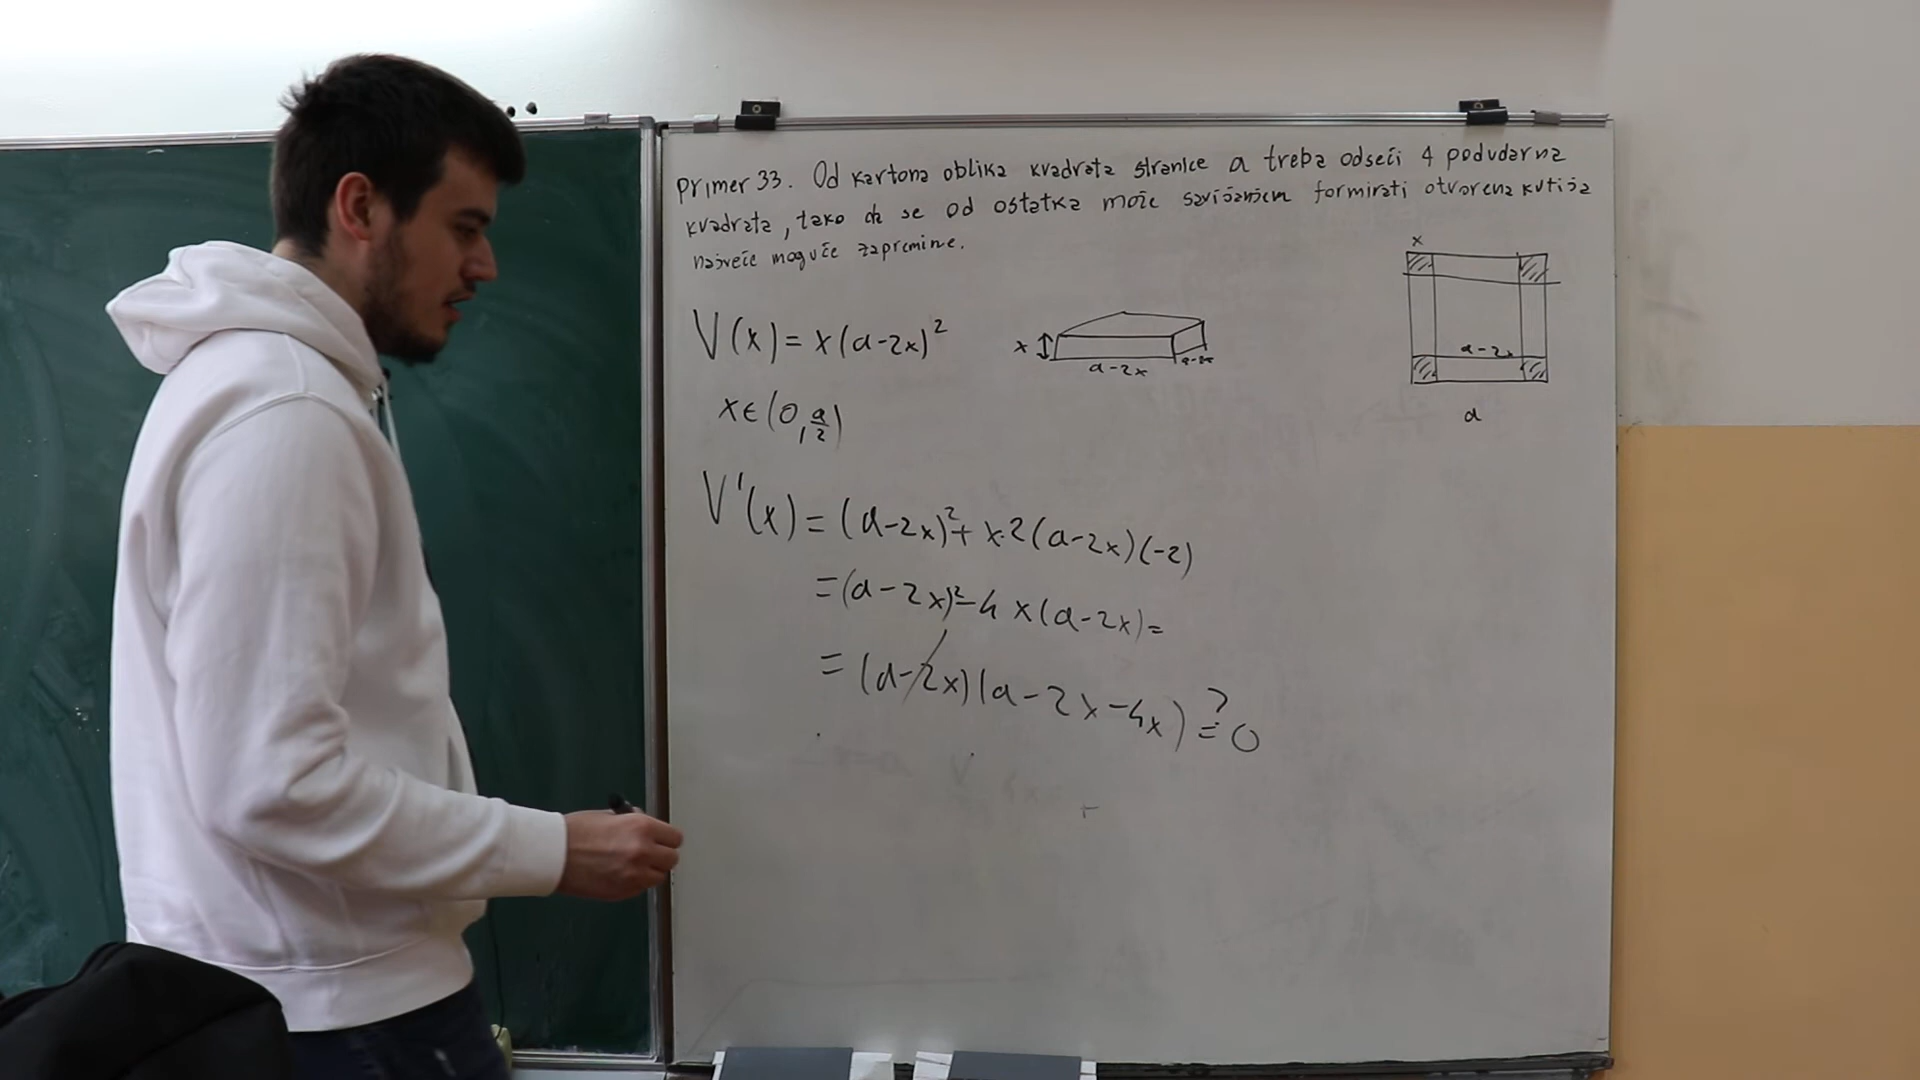 Primer 33. Od kartona oblika kvadrata stranice a treba odseći 4 podudarna
kvadrata, tako da se od ostatka može savijanjem formirati otvorena kutija
najveće moguće zapremine.
x
V(x) = x(a-2x)²
x
a-2x
a-2x
a-2x
a
x∈(0,a/2)
V'(x) = (a-2x)²+ x·2(a-2x)(-2)
=(a-2x)²-4x(a-2x)=
= (a-2x)(a-2x-4x) ?= 0